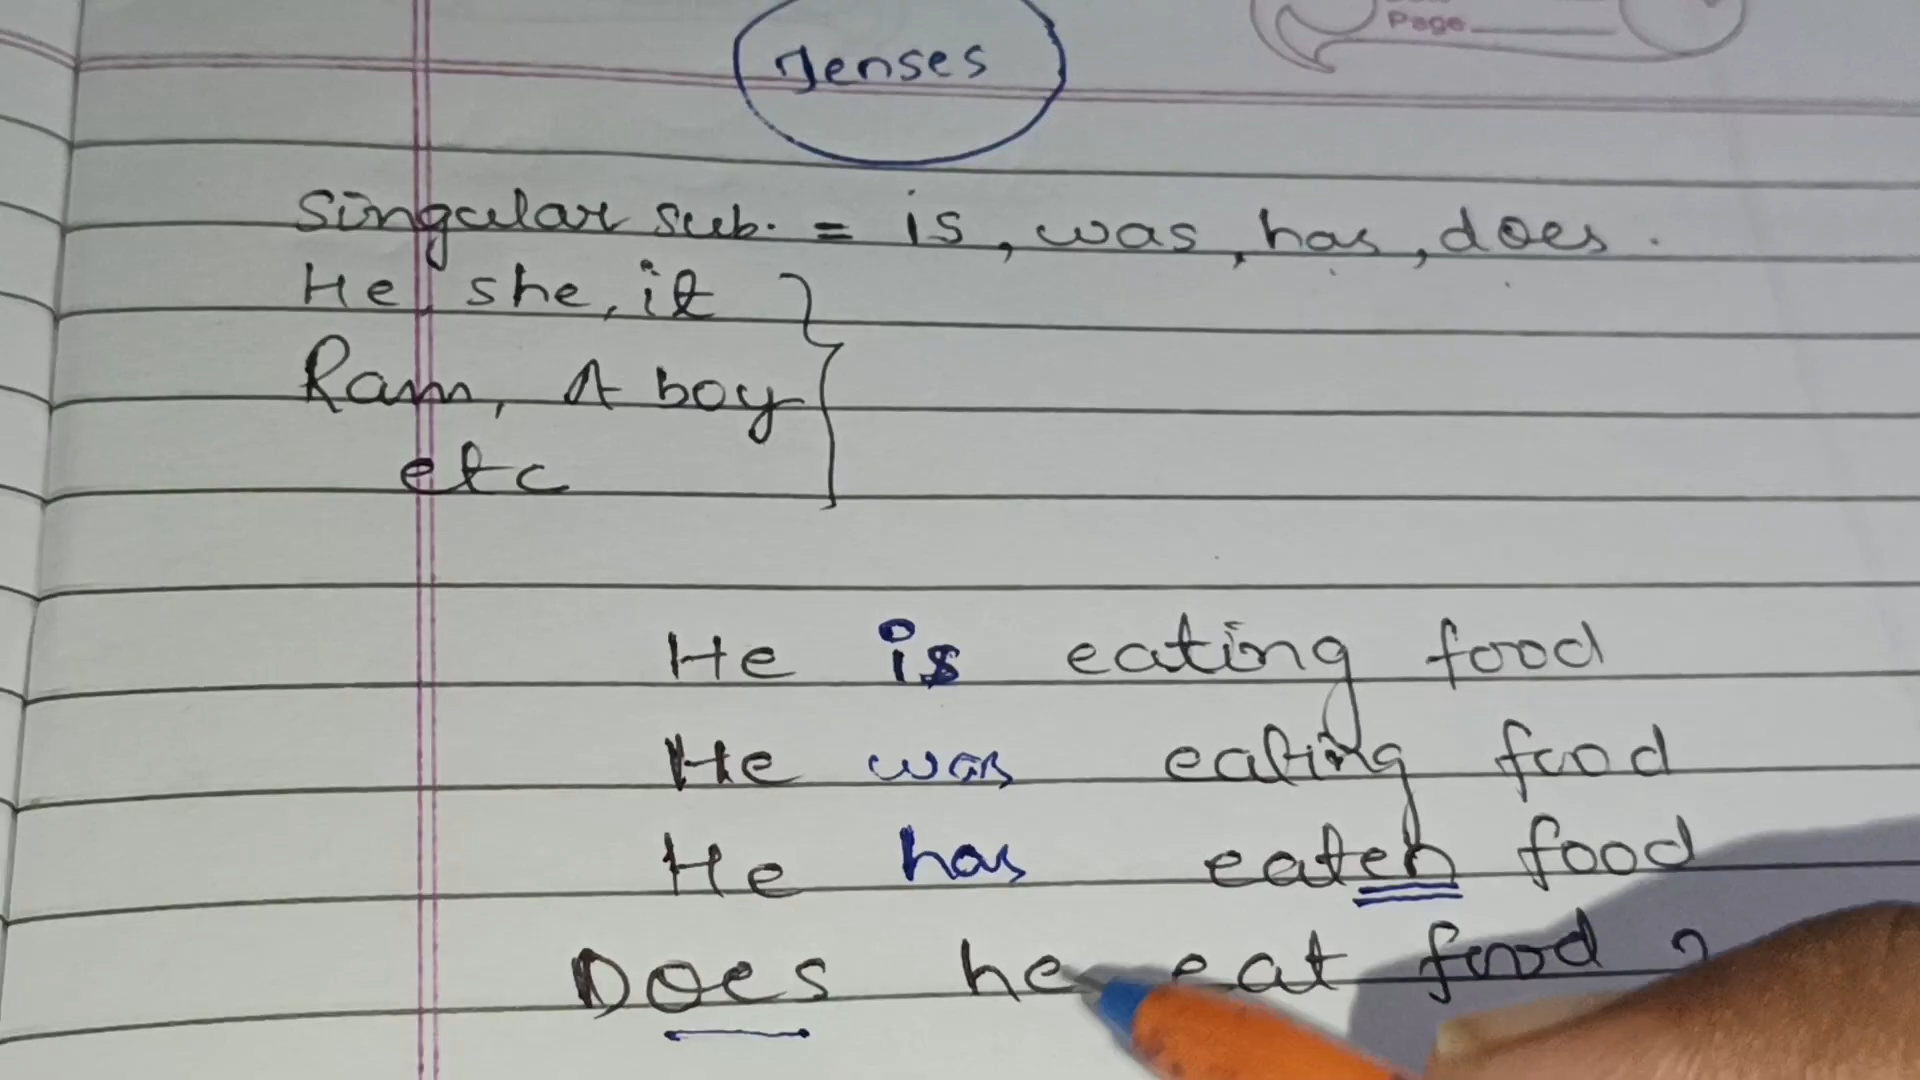 Page
Tenses
Singular sub. = is, was, has, does.
He, she, it
Ram, A boy
etc
He is eating food
He was eating food
He has eaten food
Does he eat food ?